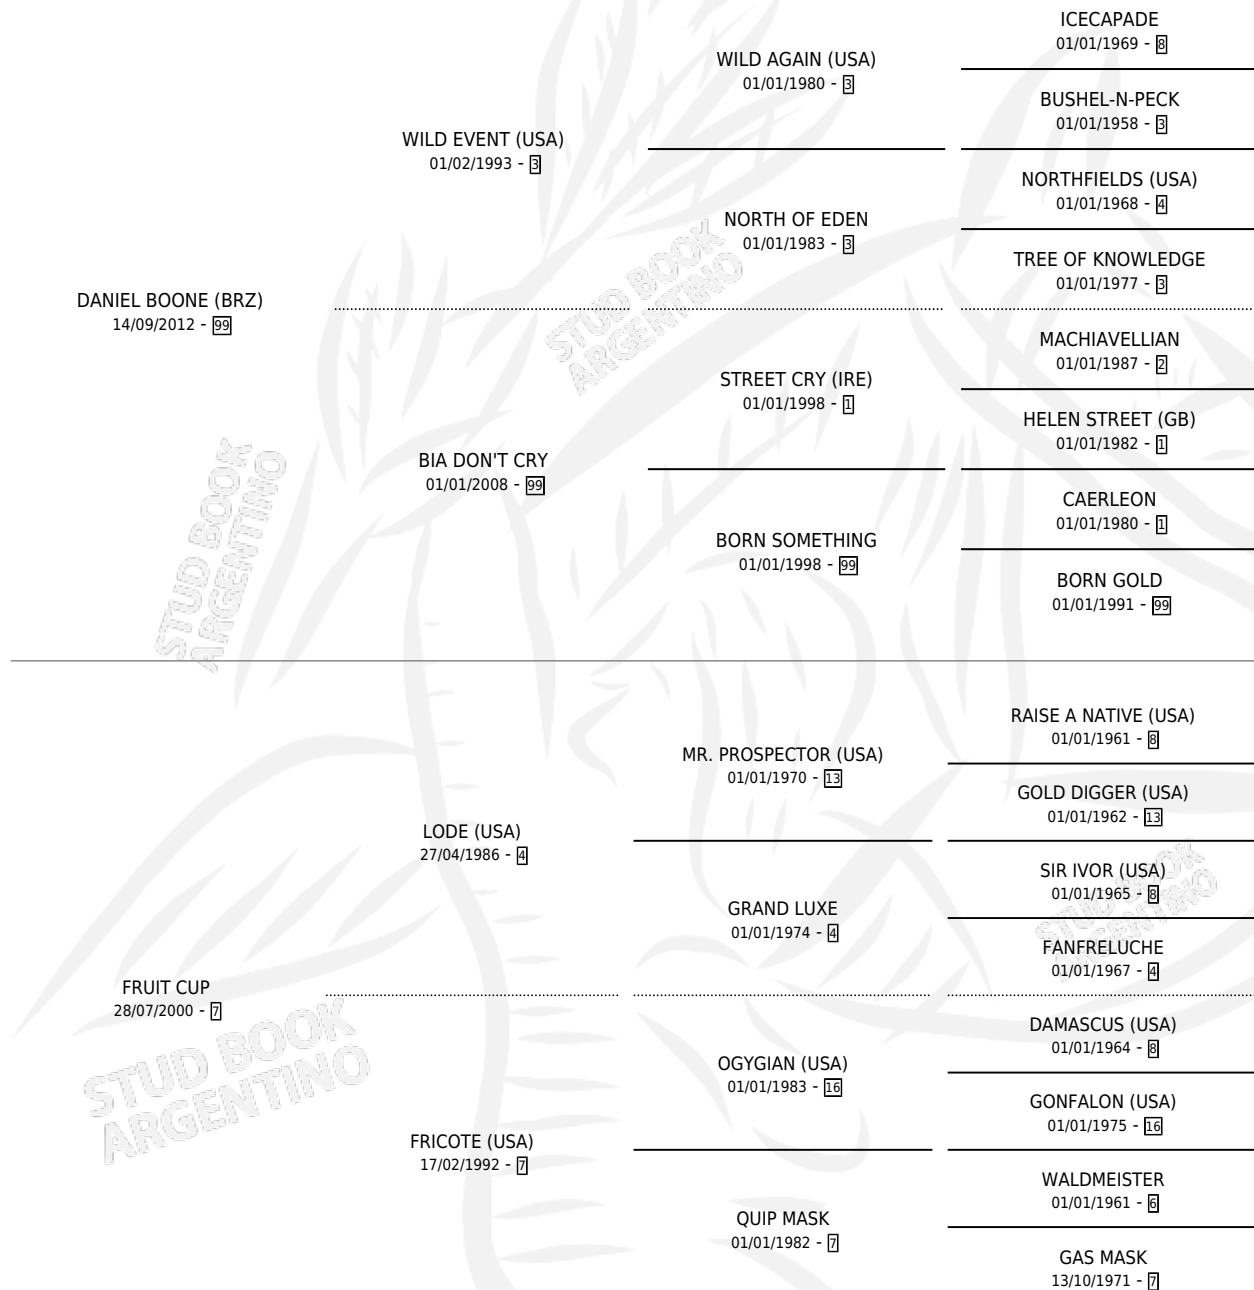 ICECAPADE
01/01/1969 - 8
WILD AGAIN (USA)
01/01/1980 - 3
BUSHEL-N-PECK
01/01/1958 - 3
WILD EVENT (USA)
01/02/1993 - 3
NORTHFIELDS (USA)
01/01/1968 - 4
NORTH OF EDEN
01/01/1983 - 3
TREE OF KNOWLEDGE
01/01/1977 - 3
DANIEL BOONE (BRZ)
14/09/2012 - 99
MACHIAVELLIAN
01/01/1987 - 2
STREET CRY (IRE)
01/01/1998 - 1
HELEN STREET (GB)
01/01/1982 - 1
BIA DON'T CRY
01/01/2008 - 99
CAERLEON
01/01/1980 - 1
BORN SOMETHING
01/01/1998 - 99
BORN GOLD
01/01/1991 - 99
STUD BOOK
ARGENTINO
STUD BOOK
ARGENTINO
RAISE A NATIVE (USA)
01/01/1961 - 8
MR. PROSPECTOR (USA)
01/01/1970 - 13
GOLD DIGGER (USA)
01/01/1962 - 13
LODE (USA)
27/04/1986 - 4
SIR IVOR (USA)
01/01/1965 - 8
GRAND LUXE
01/01/1974 - 4
FANFRELUCHE
01/01/1967 - 4
FRUIT CUP
28/07/2000 - 7
DAMASCUS (USA)
01/01/1964 - 8
OGYGIAN (USA)
01/01/1983 - 16
GONFALON (USA)
01/01/1975 - 16
FRICOTE (USA)
17/02/1992 - 7
WALDMEISTER
01/01/1961 - 6
QUIP MASK
01/01/1982 - 7
GAS MASK
13/10/1971 - 7
STUD BOOK
ARGENTINO
STUD BOOK
ARGENTINO